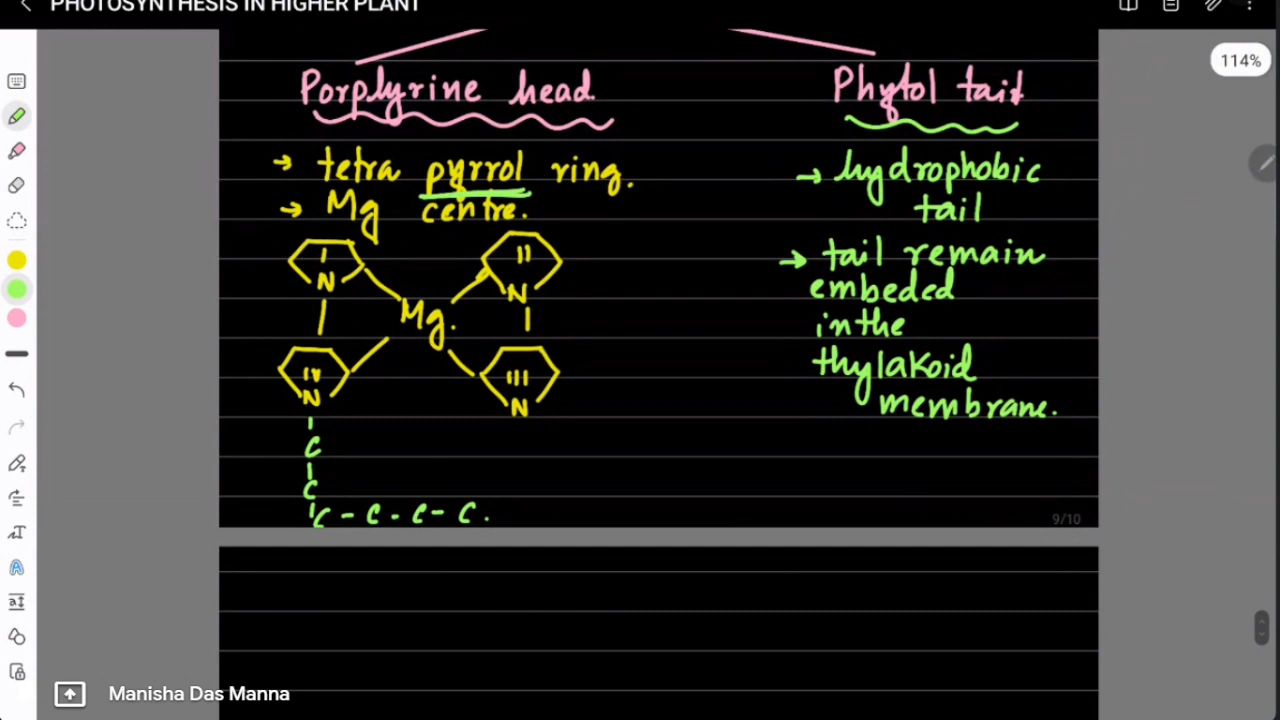 PHOTOSYNTHESIS IN HIGHER PLANT
114%
Porplyrine head
→ tetra pyrrol ring.
→ Mg centre.
I
N
II
N
Mg.
IV
N
III
N
C
C
C - C - C - C.
Phytol tail
→ hydrophobic
tail
→ tail remain
embeded
in the
thylakoid
membrane.
9/10
Manisha Das Manna